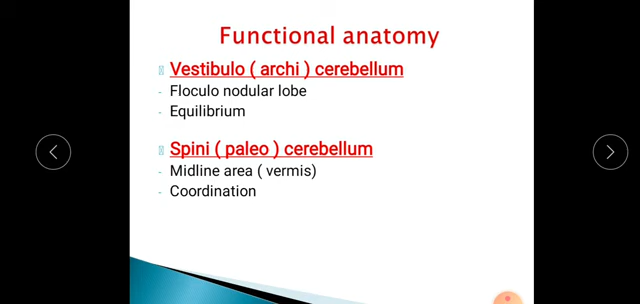 Functional anatomy
Vestibulo ( archi ) cerebellum
- Floculo nodular lobe
- Equilibrium
Spini ( paleo ) cerebellum
- Midline area ( vermis)
- Coordination